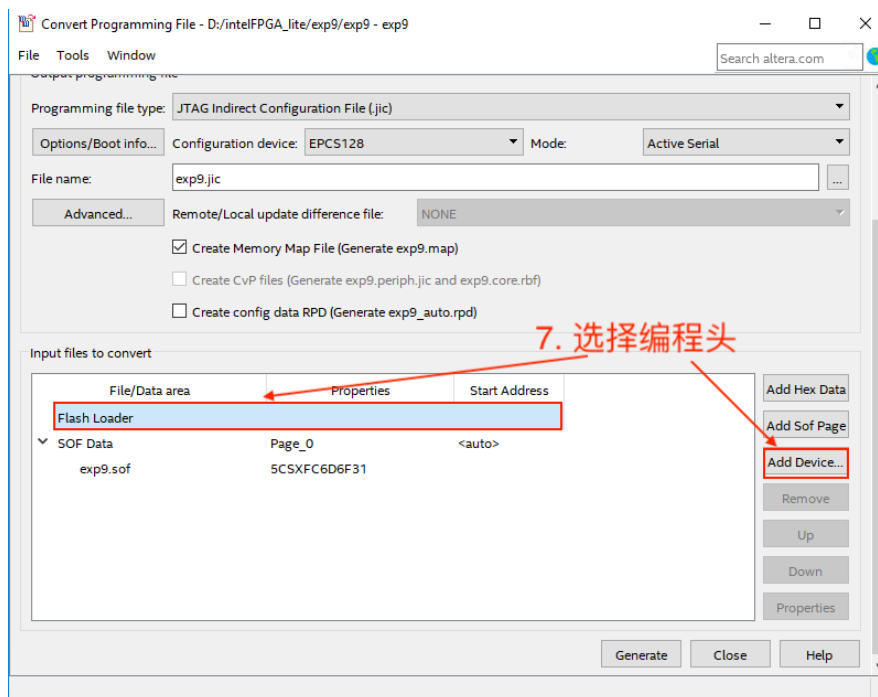 Convert Programming File - D:/intelFPGA_lite/exp9/exp9 - exp9
File Tools Window
Search altera.com
Output programming file
Programming file type: JTAG Indirect Configuration File (.jic)
Options/Boot info... Configuration device: EPCS128 Mode: Active Serial
File name: exp9.jic ...
Advanced... Remote/Local update difference file: NONE
Create Memory Map File (Generate exp9.map)
Create CvP files (Generate exp9.periph.jic and exp9.core.rbf)
Create config data RPD (Generate exp9_auto.rpd)
7. 选择编程头
Input files to convert
File/Data area Properties Start Address
Add Hex Data
Flash Loader
Add Sof Page
SOF Data Page_0 <auto>
Add Device...
exp9.sof 5CSXFC6D6F31
Remove
Up
Down
Properties
Generate Close Help